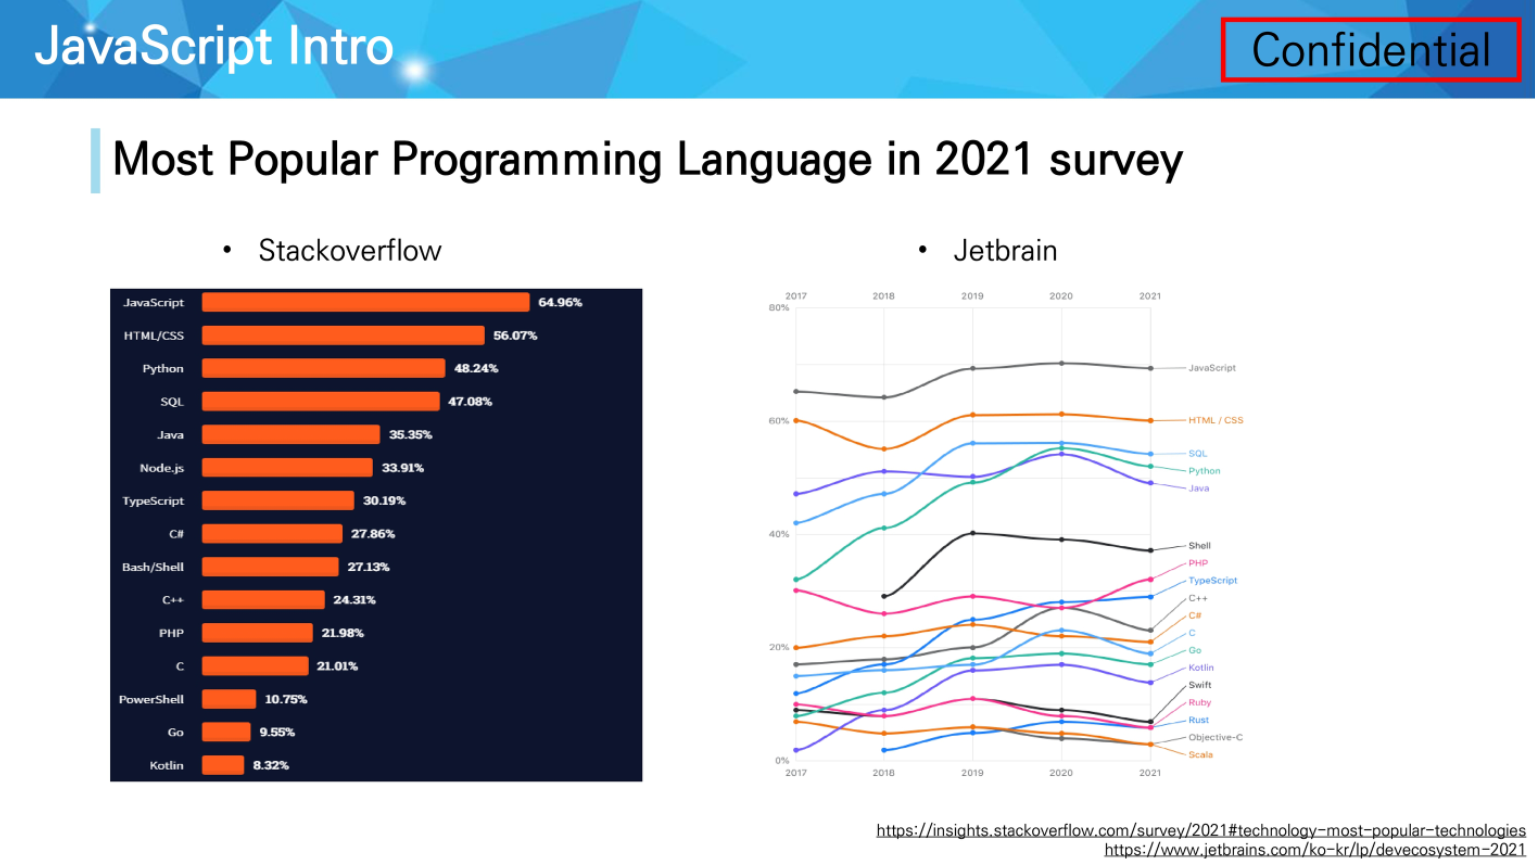 JavaScript Intro
Confidential
Most Popular Programming Language in 2021 survey
• Stackoverflow
JavaScript 64.96%
HTML/CSS 56.07%
Python 48.24%
SQL 47.08%
Java 35.35%
Node.js 33.91%
TypeScript 30.19%
C# 27.86%
Bash/Shell 27.13%
C++ 24.31%
PHP 21.98%
C 21.01%
PowerShell 10.75%
Go 9.55%
Kotlin 8.32%
• Jetbrain
2017 2018 2019 2020 2021
80%
JavaScript
60% HTML / CSS
SQL
Python
Java
40%
Shell
PHP
TypeScript
C++
C#
C
20% Go
Kotlin
Swift
Ruby
Rust
Objective-C
Scala
0%
2017 2018 2019 2020 2021
https://insights.stackoverflow.com/survey/2021#technology-most-popular-technologies
https://www.jetbrains.com/ko-kr/lp/devecosystem-2021